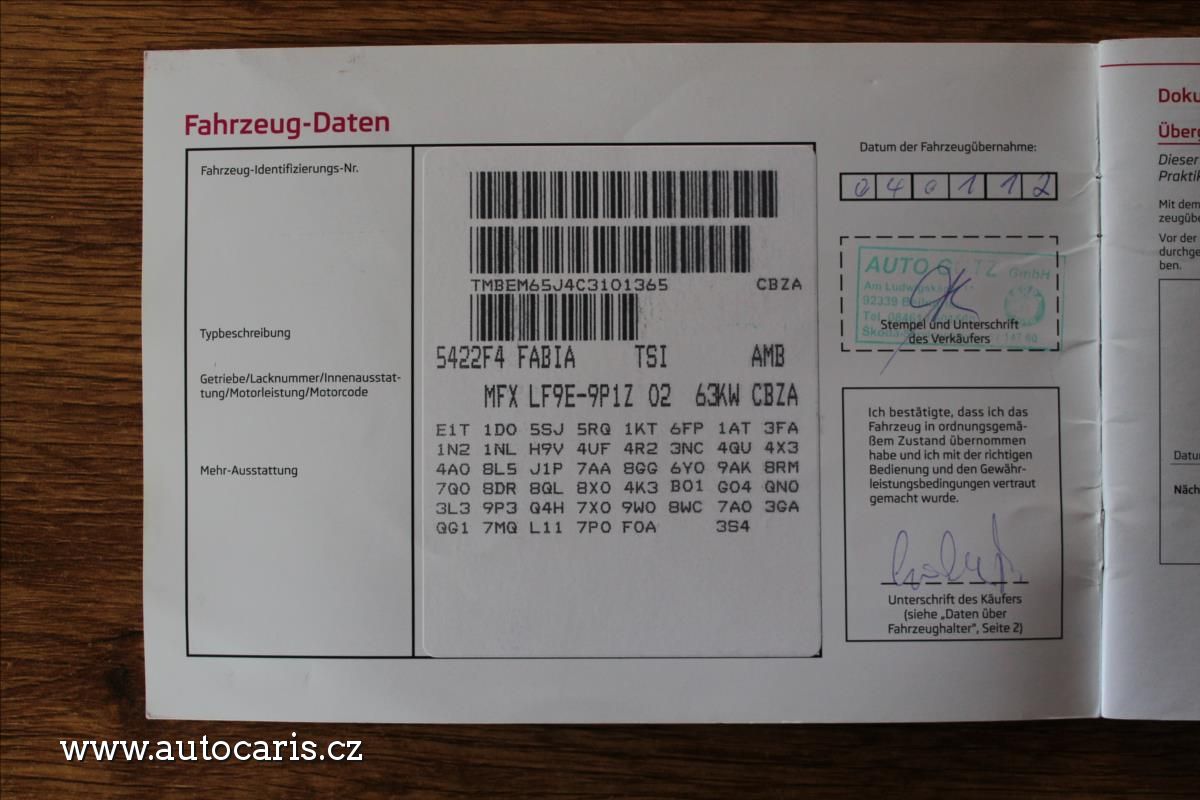 Fahrzeug-Daten
Fahrzeug-Identifizierungs-Nr.
TMBEM65J4C3101365 CBZA
Typbeschreibung
5422F4 FABIA TSI AMB
Getriebe/Lacknummer/Innenausstat-
tung/Motorleistung/Motorcode
MFX LF9E-9P1Z 02 63KW CBZA
Mehr-Ausstattung
E1T 1D0 5SJ 5RQ 1KT 6FP 1AT 3FA
1N2 1NL H9V 4UF 4R2 3NC 4QU 4X3
4A0 8L5 J1P 7AA 8GG 6Y0 9AK 8RM
7Q0 8DR 8QL 8X0 4K3 B01 G04 QN0
3L3 9P3 Q4H 7X0 9W0 8WC 7A0 3GA
QG1 7MQ L11 7P0 F0A 3S4
Datum der Fahrzeugübernahme:
040112
AUTO GmbH
Am
92339
Tel.
Stempel und Unterschrift
des Verkäufers
Ich bestätigte, dass ich das
Fahrzeug in ordnungsgemä-
ßem Zustand übernommen
habe und ich mit der richtigen
Bedienung und den Gewähr-
leistungsbedingungen vertraut
gemacht wurde.
Unterschrift des Käufers
(siehe „Daten über
Fahrzeughalter", Seite 2)
Doku
Überg
Dieser
Praktik
Mit dem
zeugübe
Vor der
durchge
ben.
Datu
Näch
www.autocaris.cz